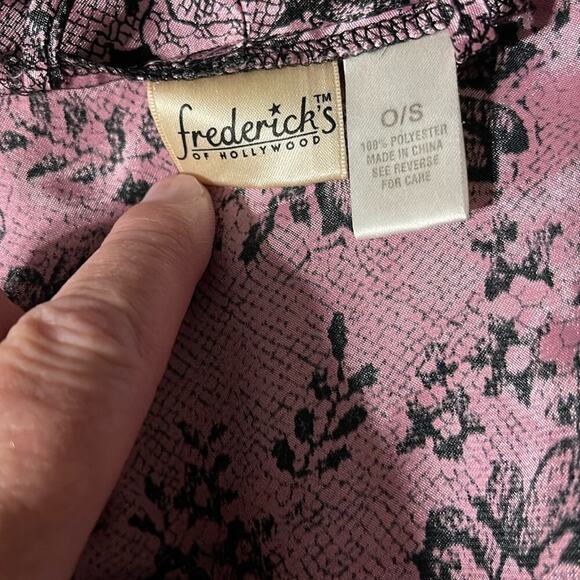 frederick's™
OF HOLLYWOOD
O/S
100% POLYESTER
MADE IN CHINA
SEE REVERSE
FOR CARE